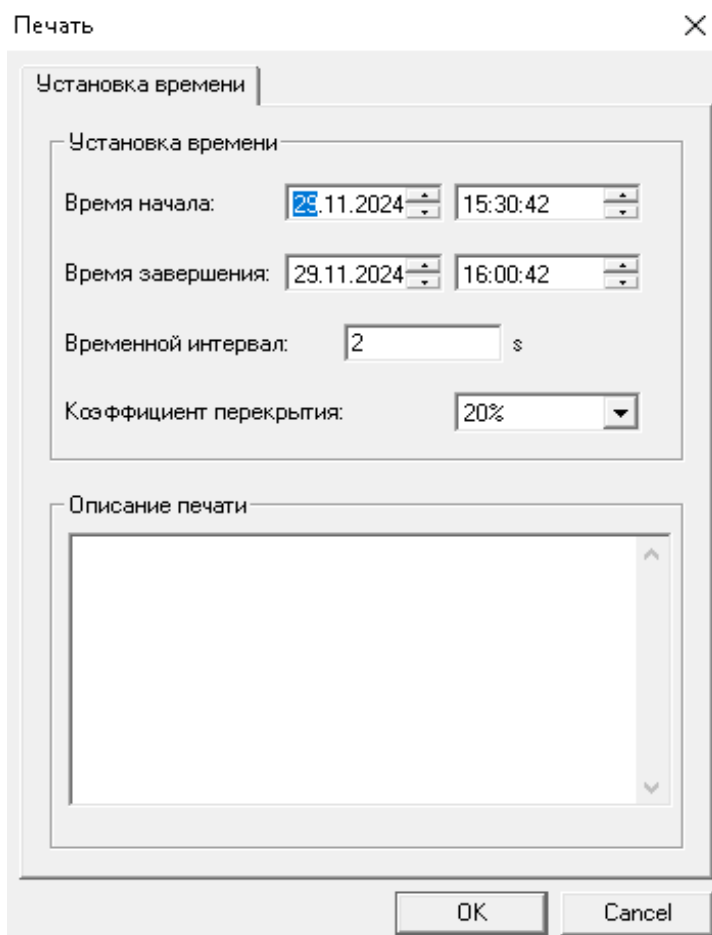 Печать
Установка времени
Установка времени
Время начала: 29.11.2024 15:30:42
Время завершения: 29.11.2024 16:00:42
Временной интервал: 2 s
Коэффициент перекрытия: 20%
Описание печати
OK Cancel